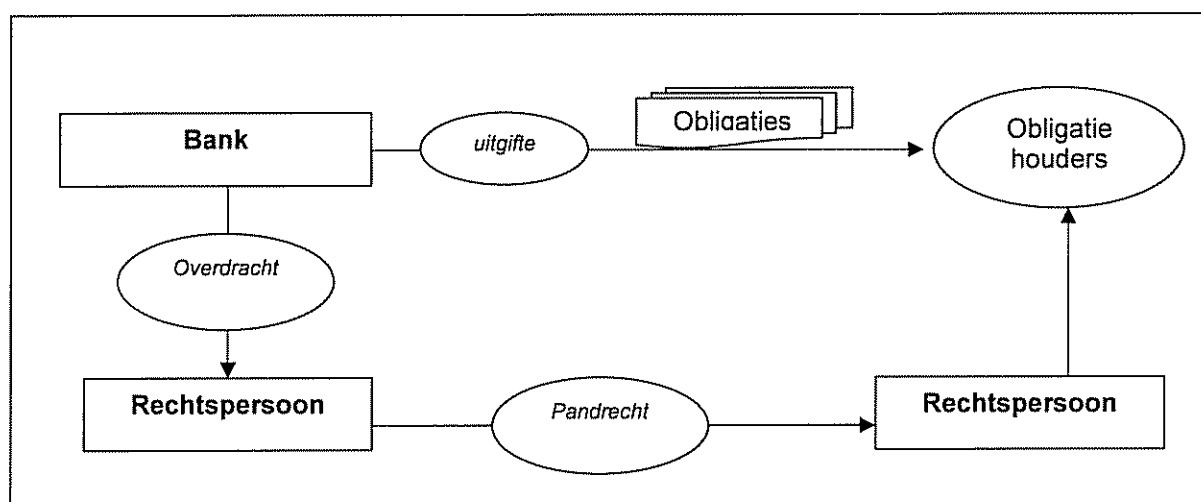 Bank
uitgifte
Obligaties
Obligatie
houders
Overdracht
Rechtspersoon
Pandrecht
Rechtspersoon